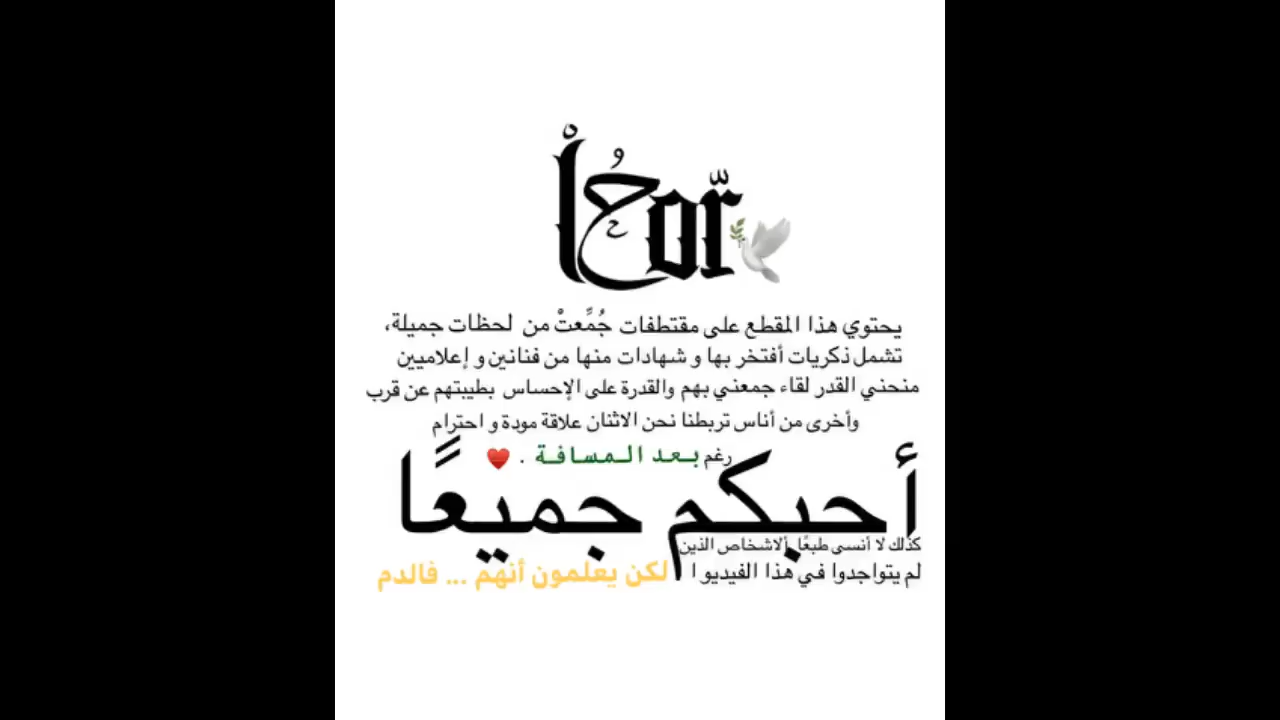 يحتوي هذا المقطع على مقتطفات جُمِّعتْ من لحظات جميلة،
تشمل ذكريات أفتخر بها و شهادات منها من فنانين و إعلاميين
منحني القدر لقاء جمعني بهم والقدرة على الإحساس بطيبتهم عن قرب
وأخرى من أناس تربطنا نحن الاثنان علاقة مودة و احترام
رغم بعد المسافة . ❤️
أحبكم جميعًا
كذلك لا أنسى طبعًا الاشخاص الذين
لم يتواجدوا في هذا الفيديو ا لكن يعلمون أنهم ... فالدم